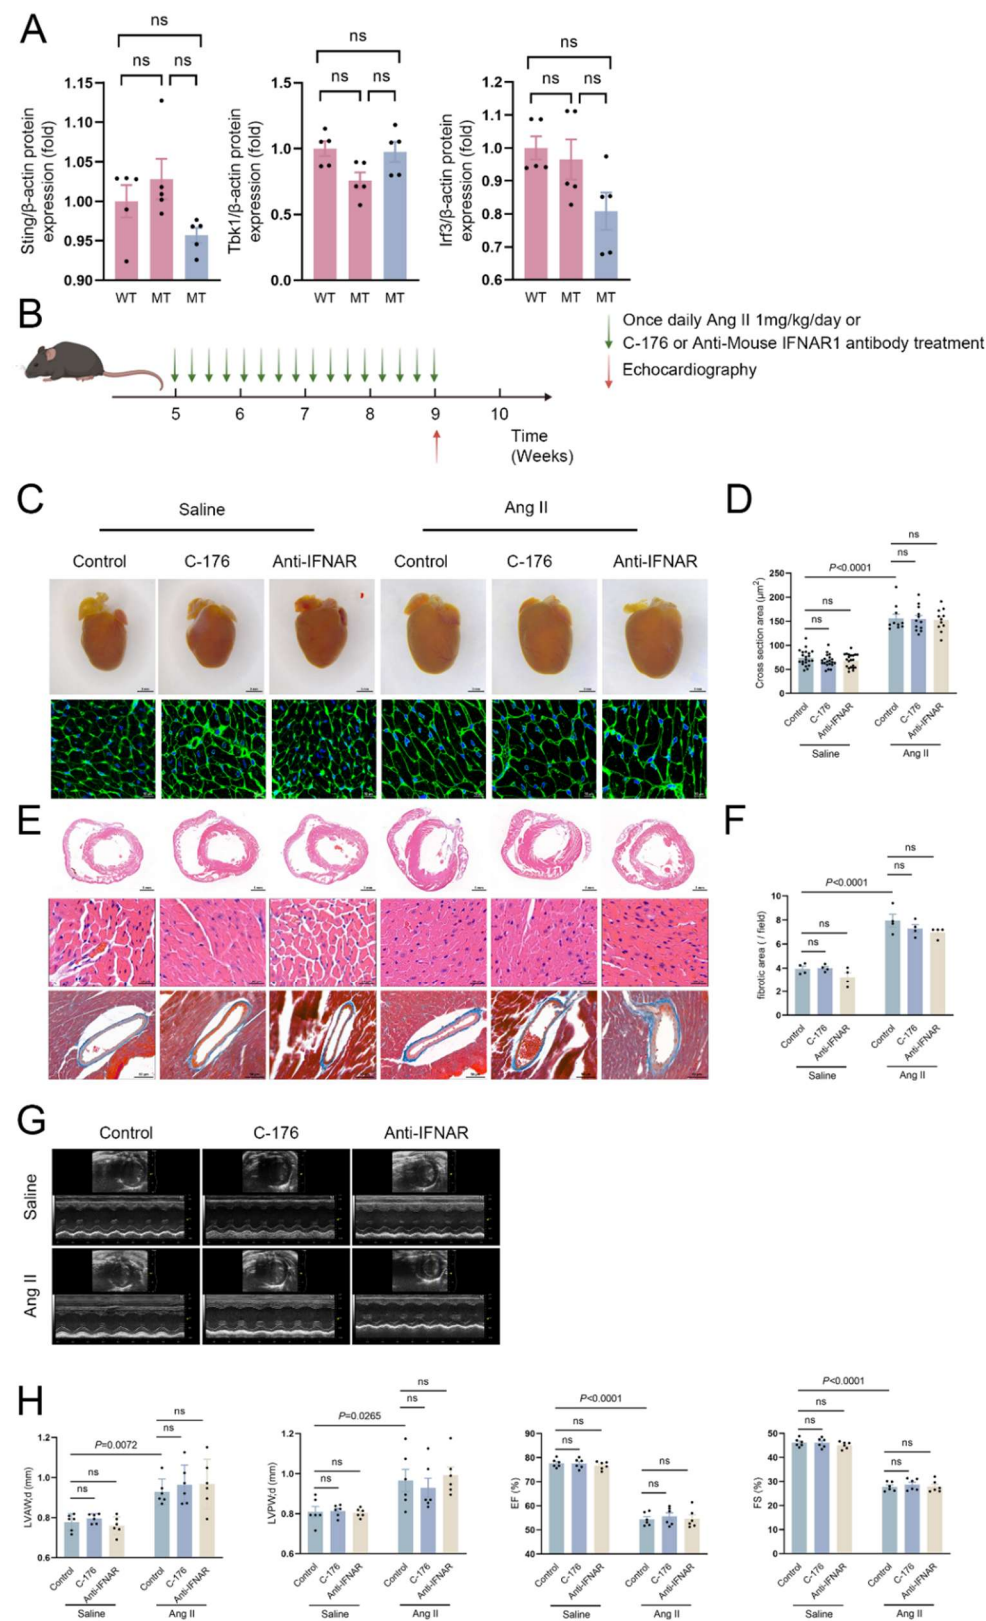 A
ns
ns
ns
1.15
1.10
1.05
1.00
0.95
0.90
Sting/β-actin protein
expression (fold)
WT
MT
MT
ns
ns
ns
1.5
1.0
0.5
0.0
Tbk1/β-actin protein
expression (fold)
WT
MT
MT
ns
ns
ns
1.2
1.1
1.0
0.9
0.8
0.7
0.6
Irf3/β-actin protein
expression (fold)
WT
MT
MT
B
5
6
7
8
9
10
Time
(Weeks)
Once daily Ang II 1mg/kg/day or
C-176 or Anti-Mouse IFNAR1 antibody treatment
Echocardiography
C
Saline
Ang II
Control
C-176
Anti-IFNAR
Control
C-176
Anti-IFNAR
D
ns
ns
P<0.0001
ns
ns
250
200
150
100
50
0
Cross section area (μm²)
Control
C-176
Anti-IFNAR
Control
C-176
Anti-IFNAR
Saline
Ang II
E
F
ns
ns
P<0.0001
ns
ns
10
8
6
4
2
0
fibrotic area ( / field)
Control
C-176
Anti-IFNAR
Control
C-176
Anti-IFNAR
Saline
Ang II
G
Control
C-176
Anti-IFNAR
Saline
Ang II
H
ns
ns
P=0.0072
ns
ns
1.2
1.0
0.8
0.6
LVAW;d (mm)
Control
C-176
Anti-IFNAR
Control
C-176
Anti-IFNAR
Saline
Ang II
ns
ns
P=0.0265
ns
ns
1.2
1.0
0.8
0.6
LVPW;d (mm)
Control
C-176
Anti-IFNAR
Control
C-176
Anti-IFNAR
Saline
Ang II
P<0.0001
ns
ns
ns
ns
100
80
60
40
EF (%)
Control
C-176
Anti-IFNAR
Control
C-176
Anti-IFNAR
Saline
Ang II
P<0.0001
ns
ns
ns
ns
50
40
30
20
10
0
FS (%)
Control
C-176
Anti-IFNAR
Control
C-176
Anti-IFNAR
Saline
Ang II